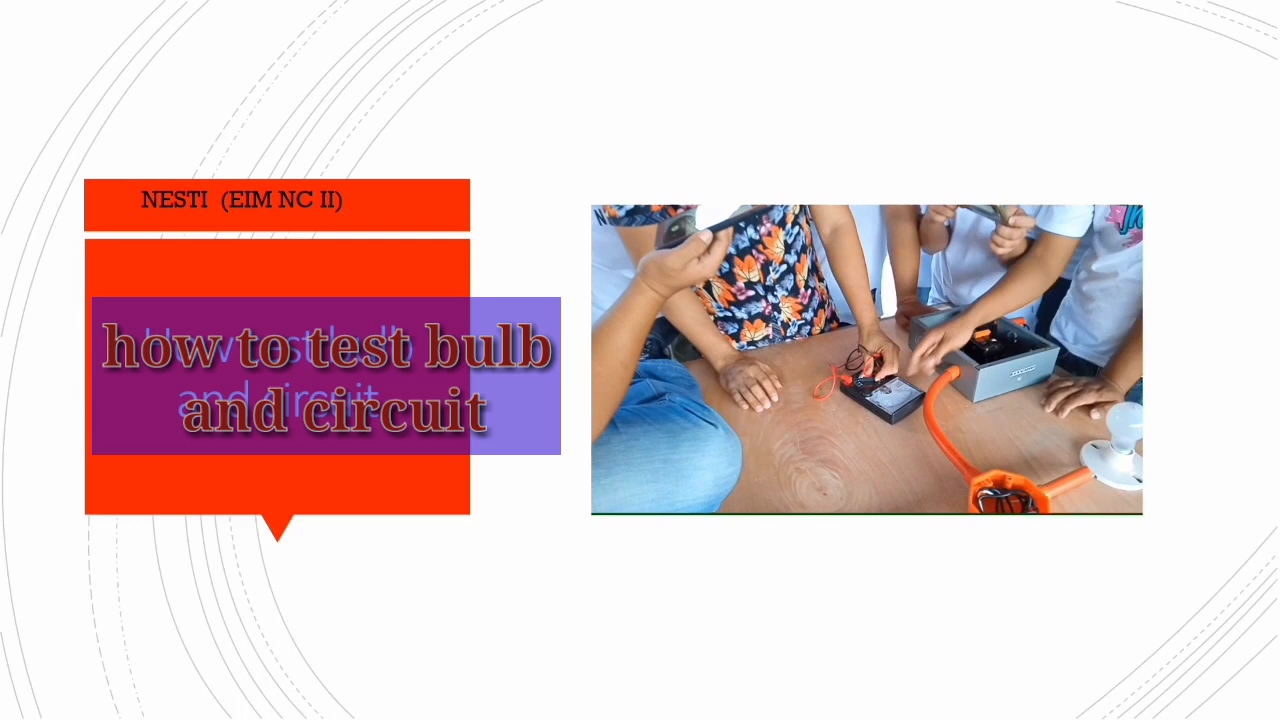 NESTI (EIM NC II)
how to test bulb
and circuit